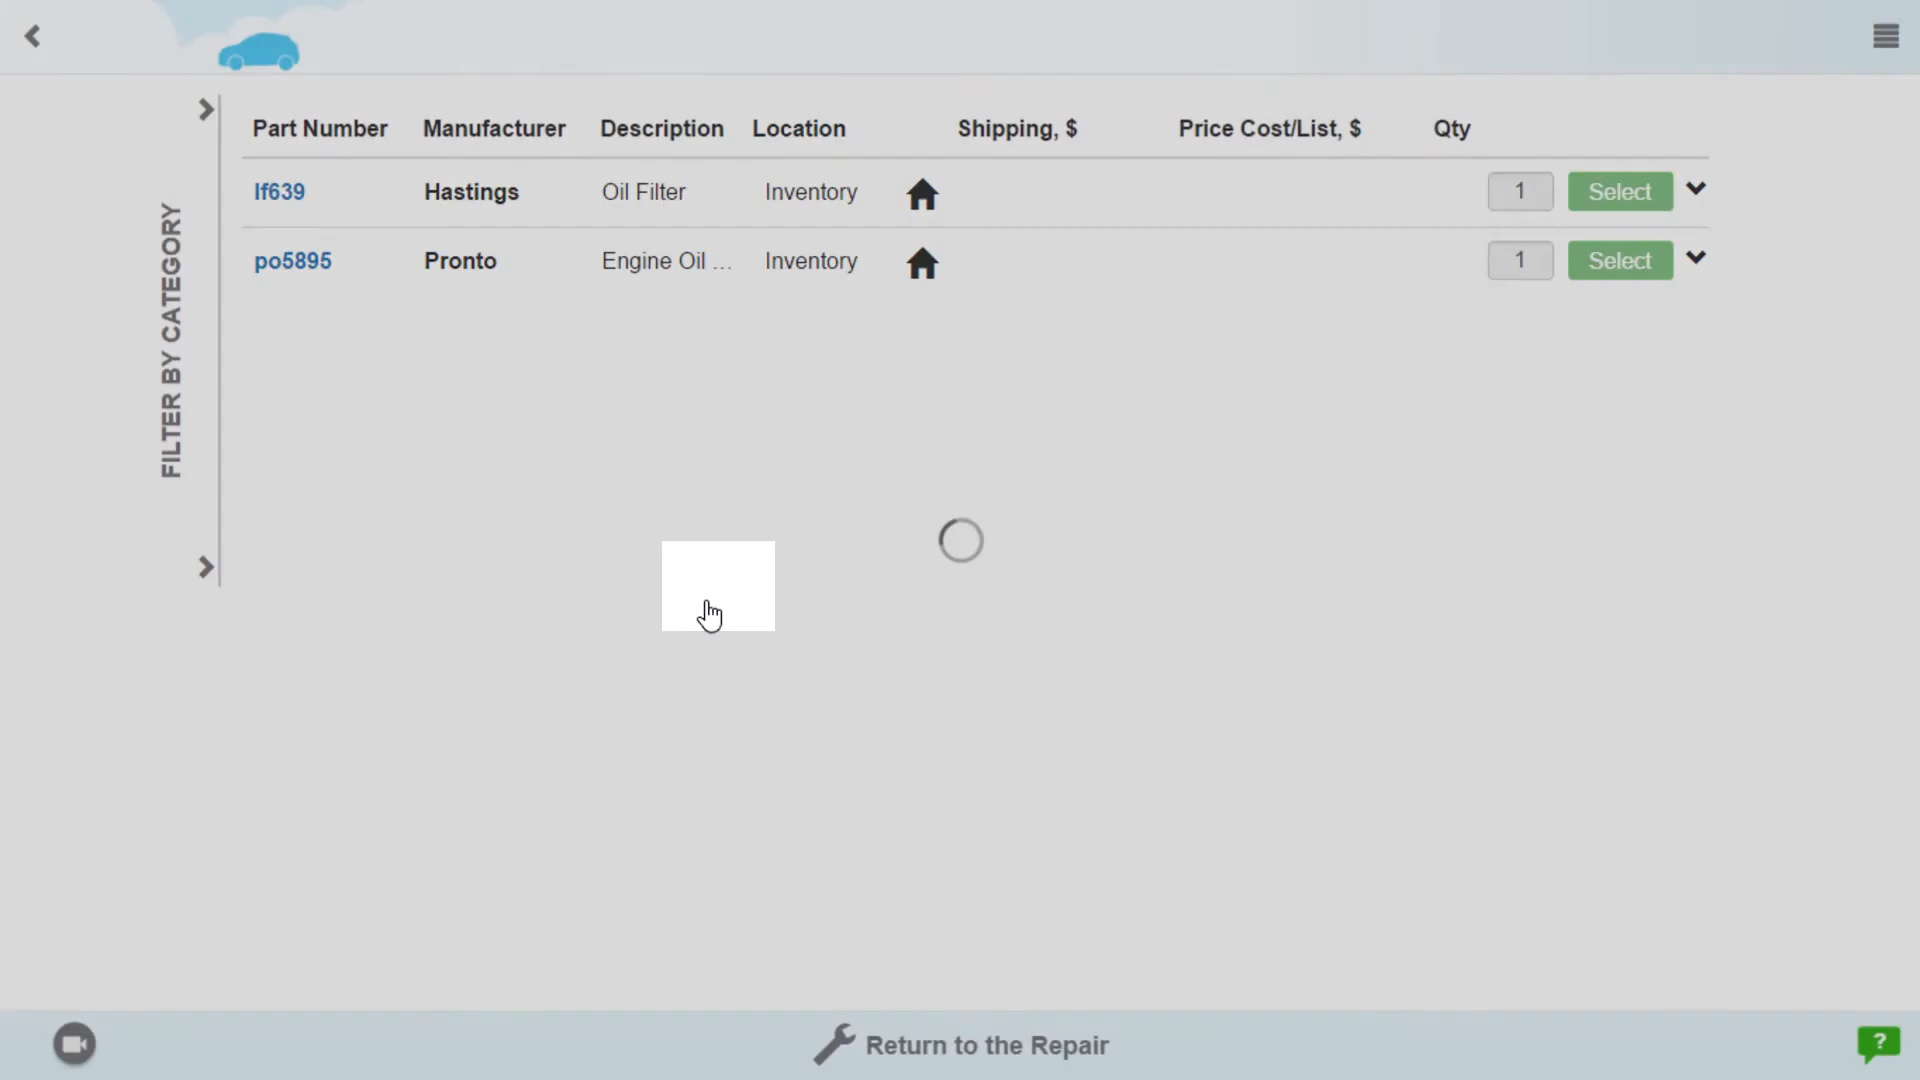 Part Number Manufacturer Description Location Shipping, $ Price Cost/List, $ Qty
lf639 Hastings Oil Filter Inventory 1 Select
po5895 Pronto Engine Oil ... Inventory 1 Select
FILTER BY CATEGORY
Return to the Repair
?